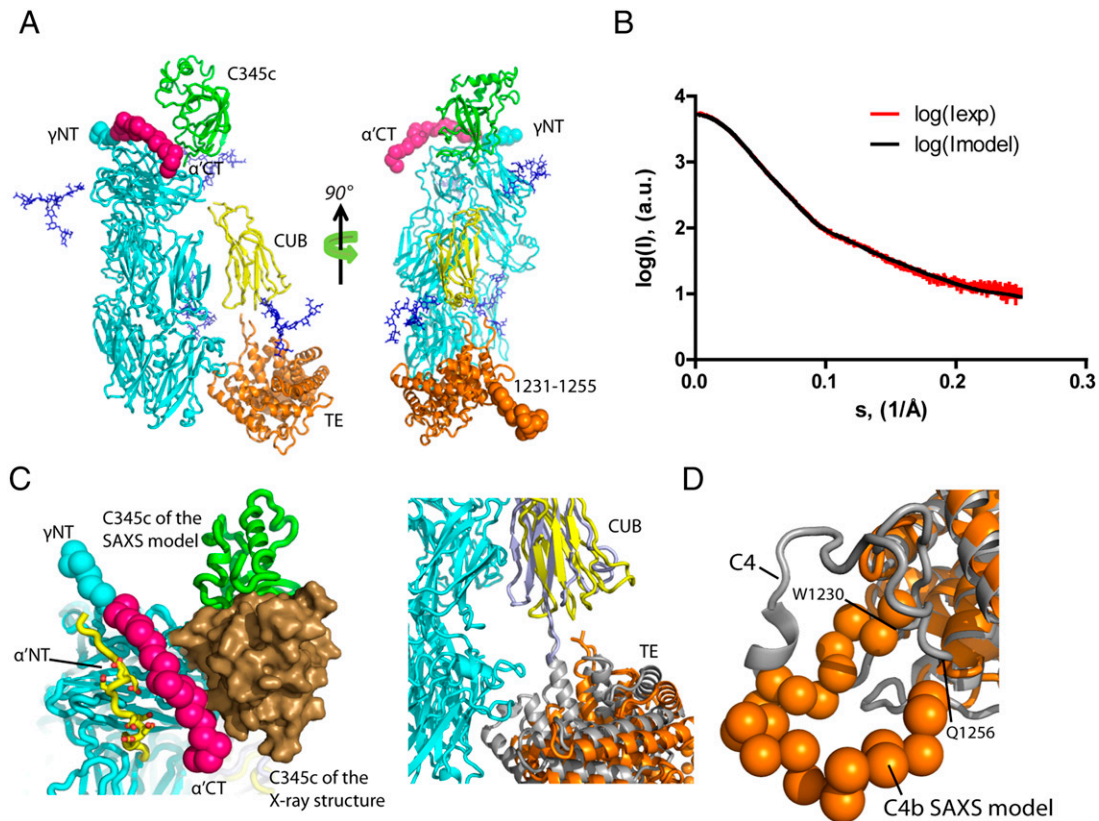 A
C345c
γNT
α'CT
CUB
TE
90°
α'CT
γNT
1231-1255
B
log(Iexp)
log(Imodel)
log(I), (a.u.)
4
3
2
1
0
0.0
0.1
0.2
0.3
s, (1/Å)
C
γNT
C345c of the
SAXS model
α'NT
α'CT
C345c of the
X-ray structure
CUB
TE
D
C4
W1230
Q1256
C4b SAXS model